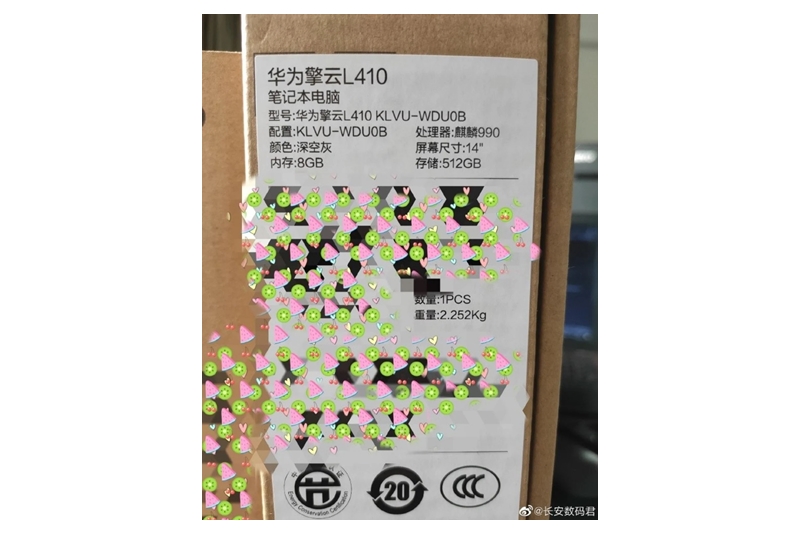 华为擎云L410
笔记本电脑
型号:华为擎云L410 KLVU-WDU0B
配置:KLVU-WDU0B 处理器:麒麟990
颜色:深空灰 屏幕尺寸:14"
内存:8GB 存储:512GB
数量:1PCS
重量:2.252Kg
Energy Conservation Certification
20
CCC
@长安数码君